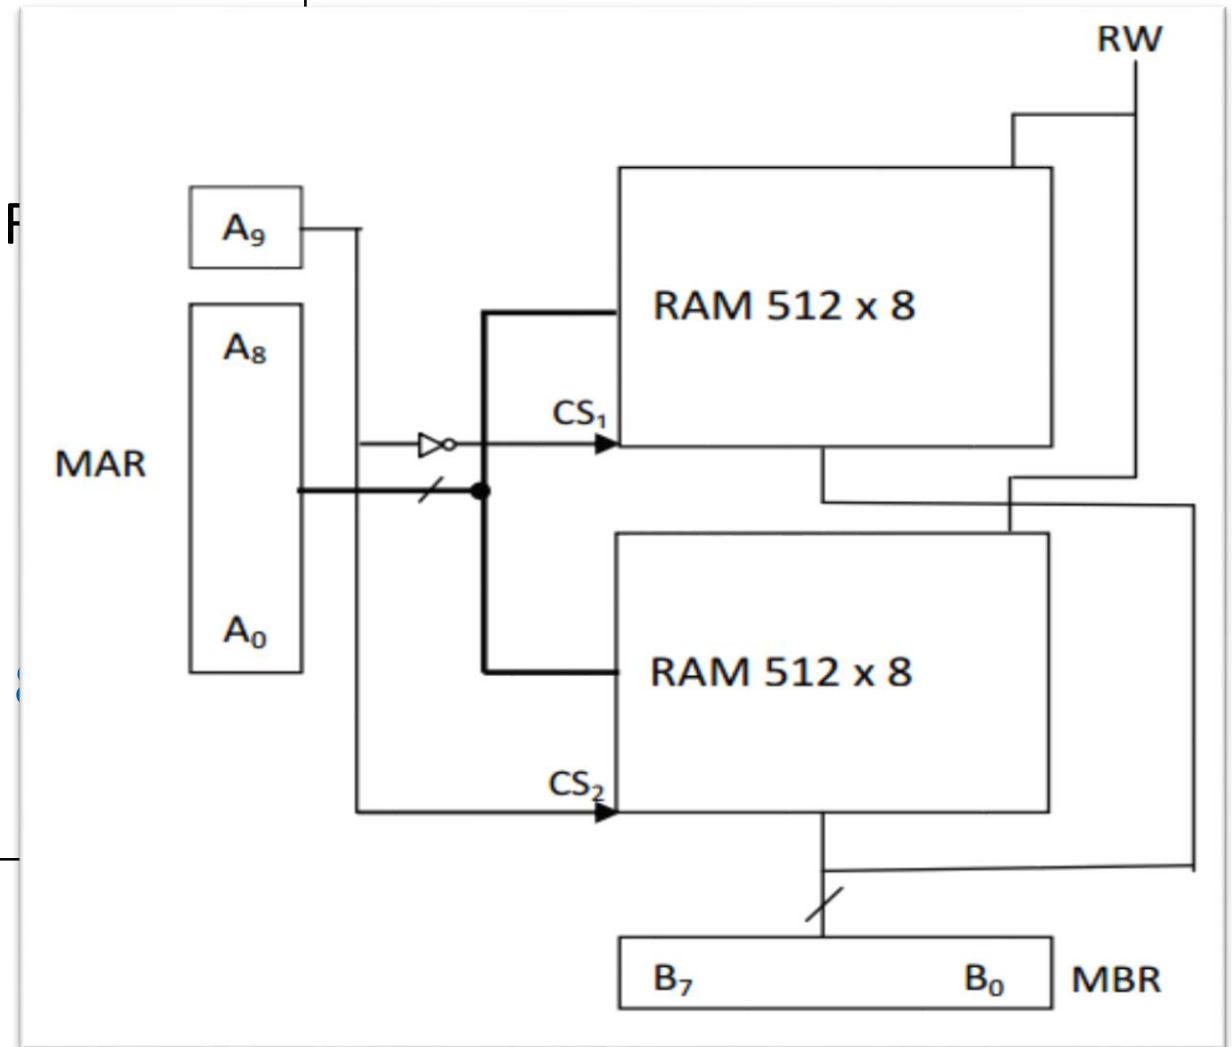 RW
A₉
RAM 512 x 8
A₈
CS₁
MAR
A₀
RAM 512 x 8
CS₂
B₇ B₀ MBR